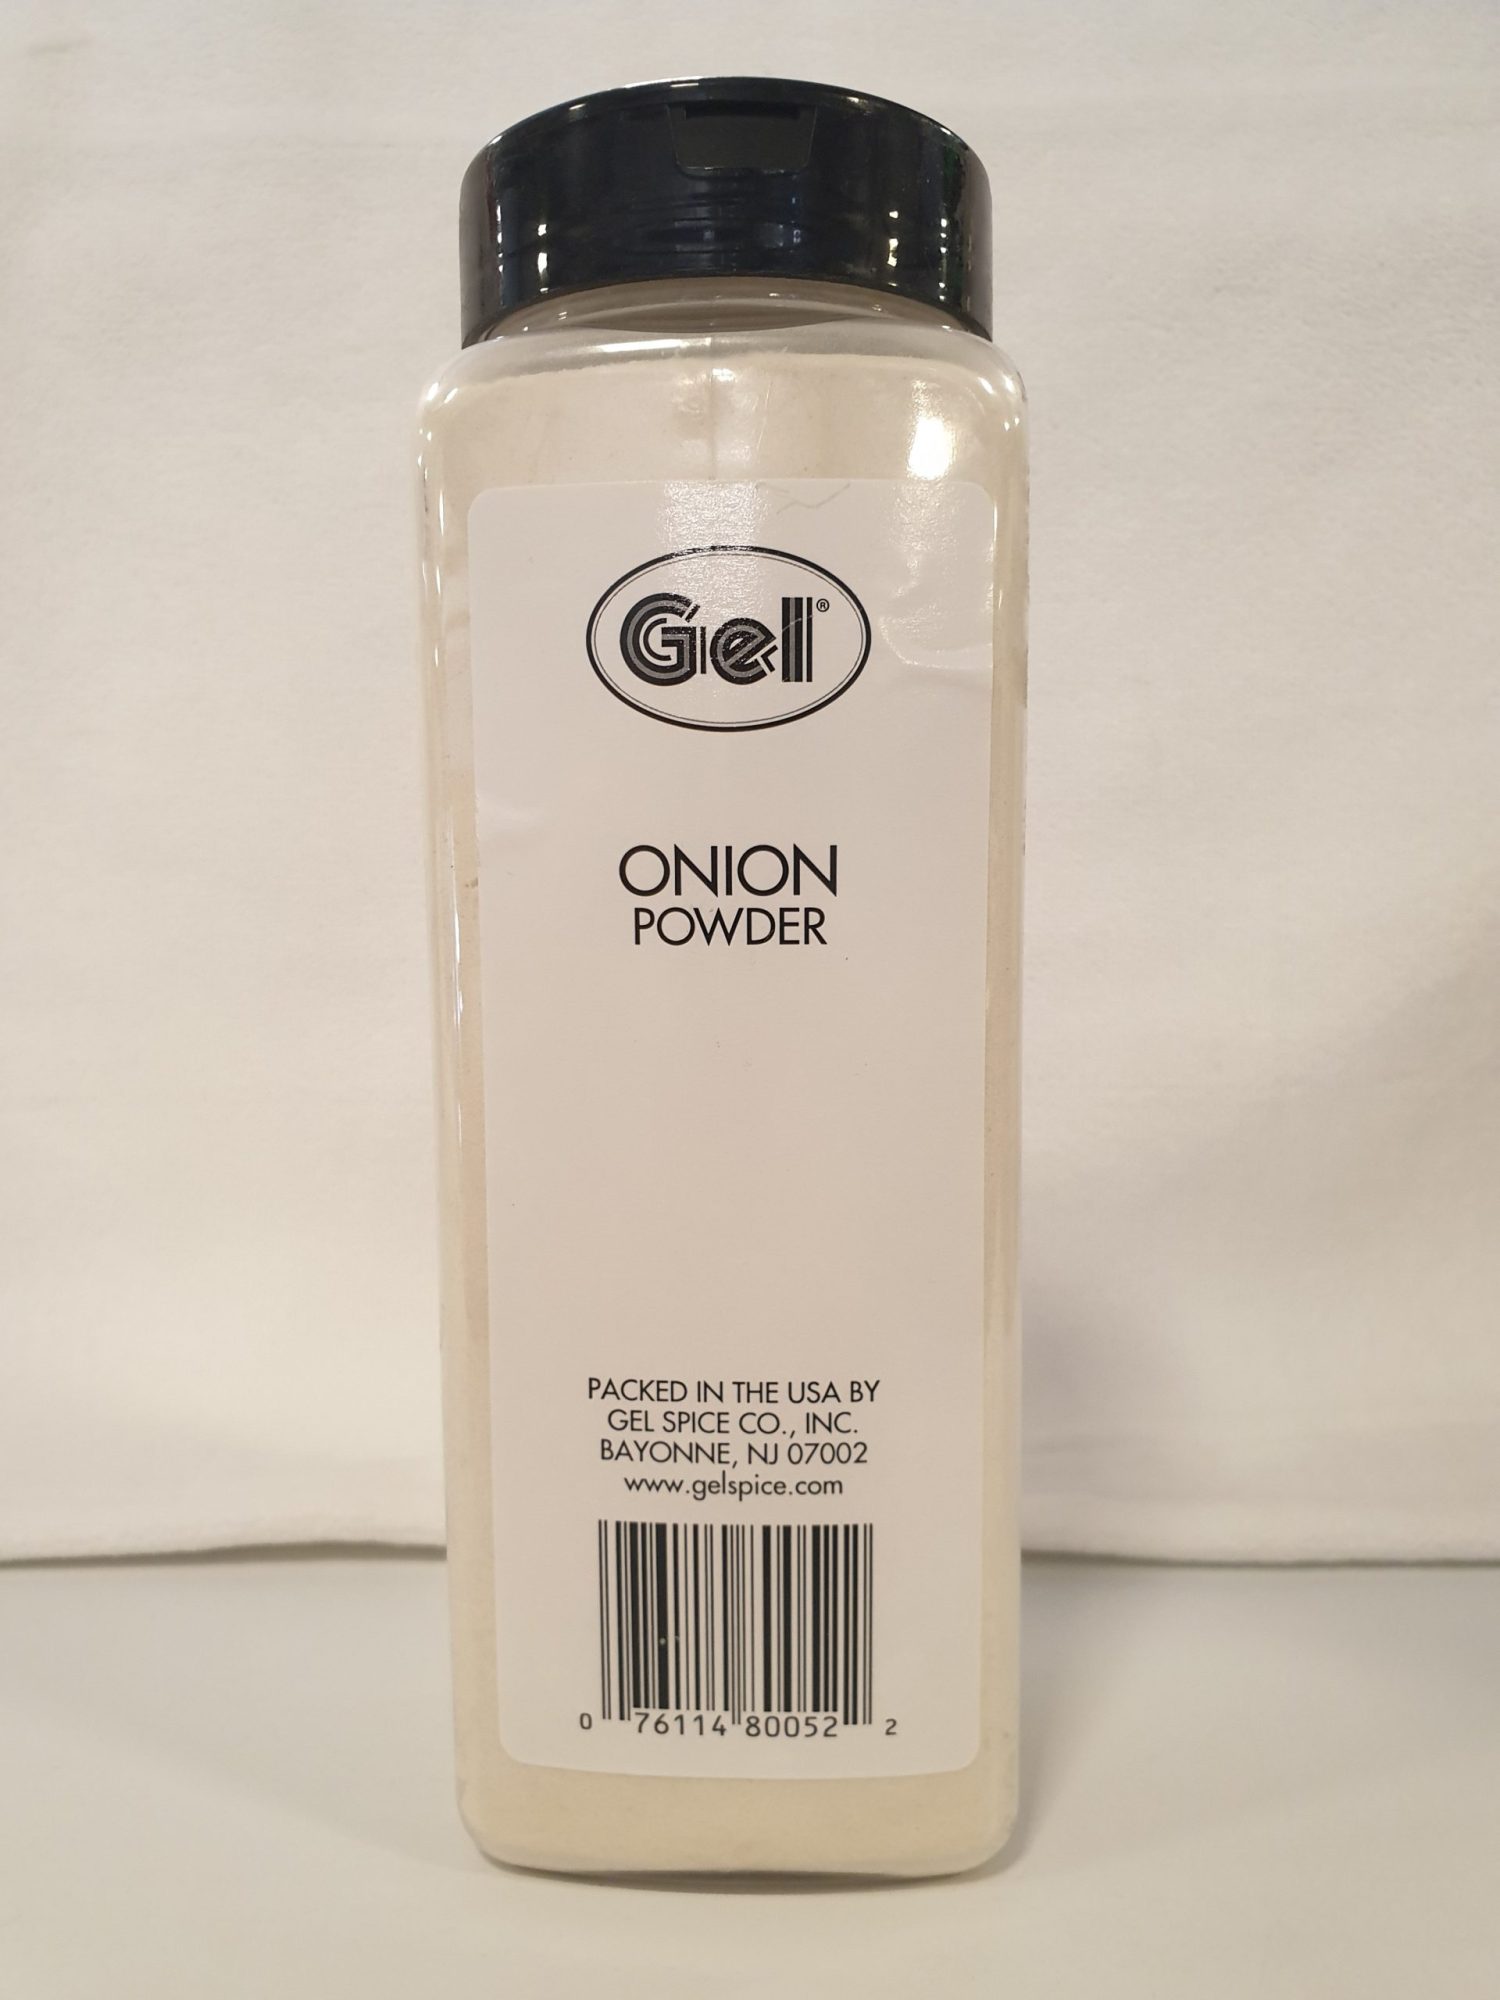 Gel®
ONION
POWDER
PACKED IN THE USA BY
GEL SPICE CO., INC.
BAYONNE, NJ 07002
www.gelspice.com
0 76114 80052 2